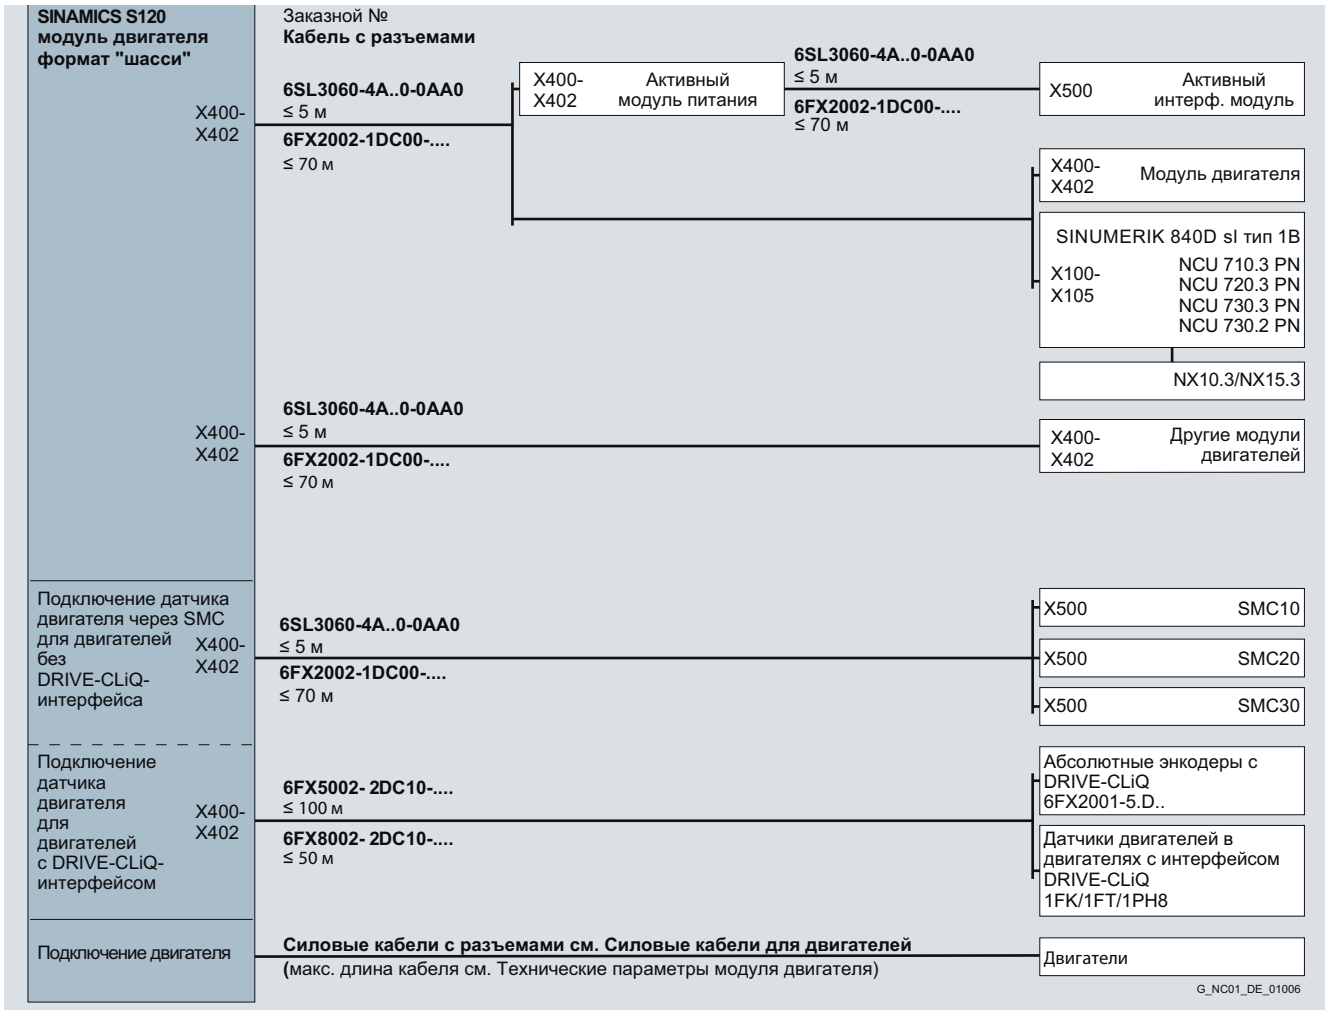 SINAMICS S120
модуль двигателя
формат "шасси"
Заказной №
Кабель с разъемами
X400-
X402
6SL3060-4A..0-0AA0
≤ 5 м
6FX2002-1DC00-....
≤ 70 м
X400-
X402
Активный
модуль питания
6SL3060-4A..0-0AA0
≤ 5 м
6FX2002-1DC00-....
≤ 70 м
X500
Активный
интерф. модуль
X400-
X402
Модуль двигателя
SINUMERIK 840D sl тип 1B
X100-
X105
NCU 710.3 PN
NCU 720.3 PN
NCU 730.3 PN
NCU 730.2 PN
NX10.3/NX15.3
X400-
X402
6SL3060-4A..0-0AA0
≤ 5 м
6FX2002-1DC00-....
≤ 70 м
X400-
X402
Другие модули
двигателей
Подключение датчика
двигателя через SMC
для двигателей
без
DRIVE-CLiQ-
интерфейса
X400-
X402
6SL3060-4A..0-0AA0
≤ 5 м
6FX2002-1DC00-....
≤ 70 м
X500 SMC10
X500 SMC20
X500 SMC30
Подключение
датчика
двигателя
для
двигателей
с DRIVE-CLiQ-
интерфейсом
X400-
X402
6FX5002- 2DC10-....
≤ 100 м
6FX8002- 2DC10-....
≤ 50 м
Абсолютные энкодеры с
DRIVE-CLiQ
6FX2001-5.D..
Датчики двигателей в
двигателях с интерфейсом
DRIVE-CLiQ
1FK/1FT/1PH8
Подключение двигателя
Силовые кабели с разъемами см. Силовые кабели для двигателей
(макс. длина кабеля см. Технические параметры модуля двигателя)
Двигатели
G_NC01_DE_01006